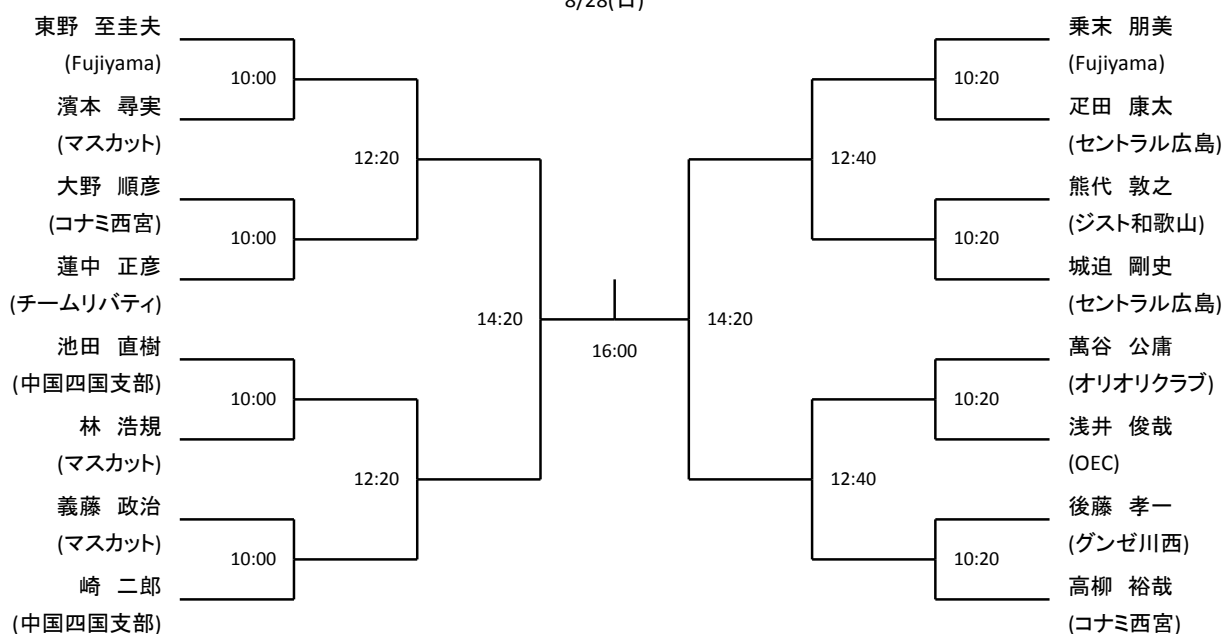 8/28(日)
東野 至圭夫
(Fujiyama)
10:00
濱本 尋実
(マスカット)
12:20
大野 順彦
(コナミ西宮)
10:00
蓮中 正彦
(チームリバティ)
14:20
池田 直樹
(中国四国支部)
10:00
林 浩規
(マスカット)
12:20
義藤 政治
(マスカット)
10:00
崎 二郎
(中国四国支部)
16:00
乗末 朋美
(Fujiyama)
10:20
疋田 康太
(セントラル広島)
12:40
熊代 敦之
(ジスト和歌山)
10:20
城迫 剛史
(セントラル広島)
14:20
萬谷 公庸
(オリオリクラブ)
10:20
浅井 俊哉
(OEC)
12:40
後藤 孝一
(グンゼ川西)
10:20
高柳 裕哉
(コナミ西宮)